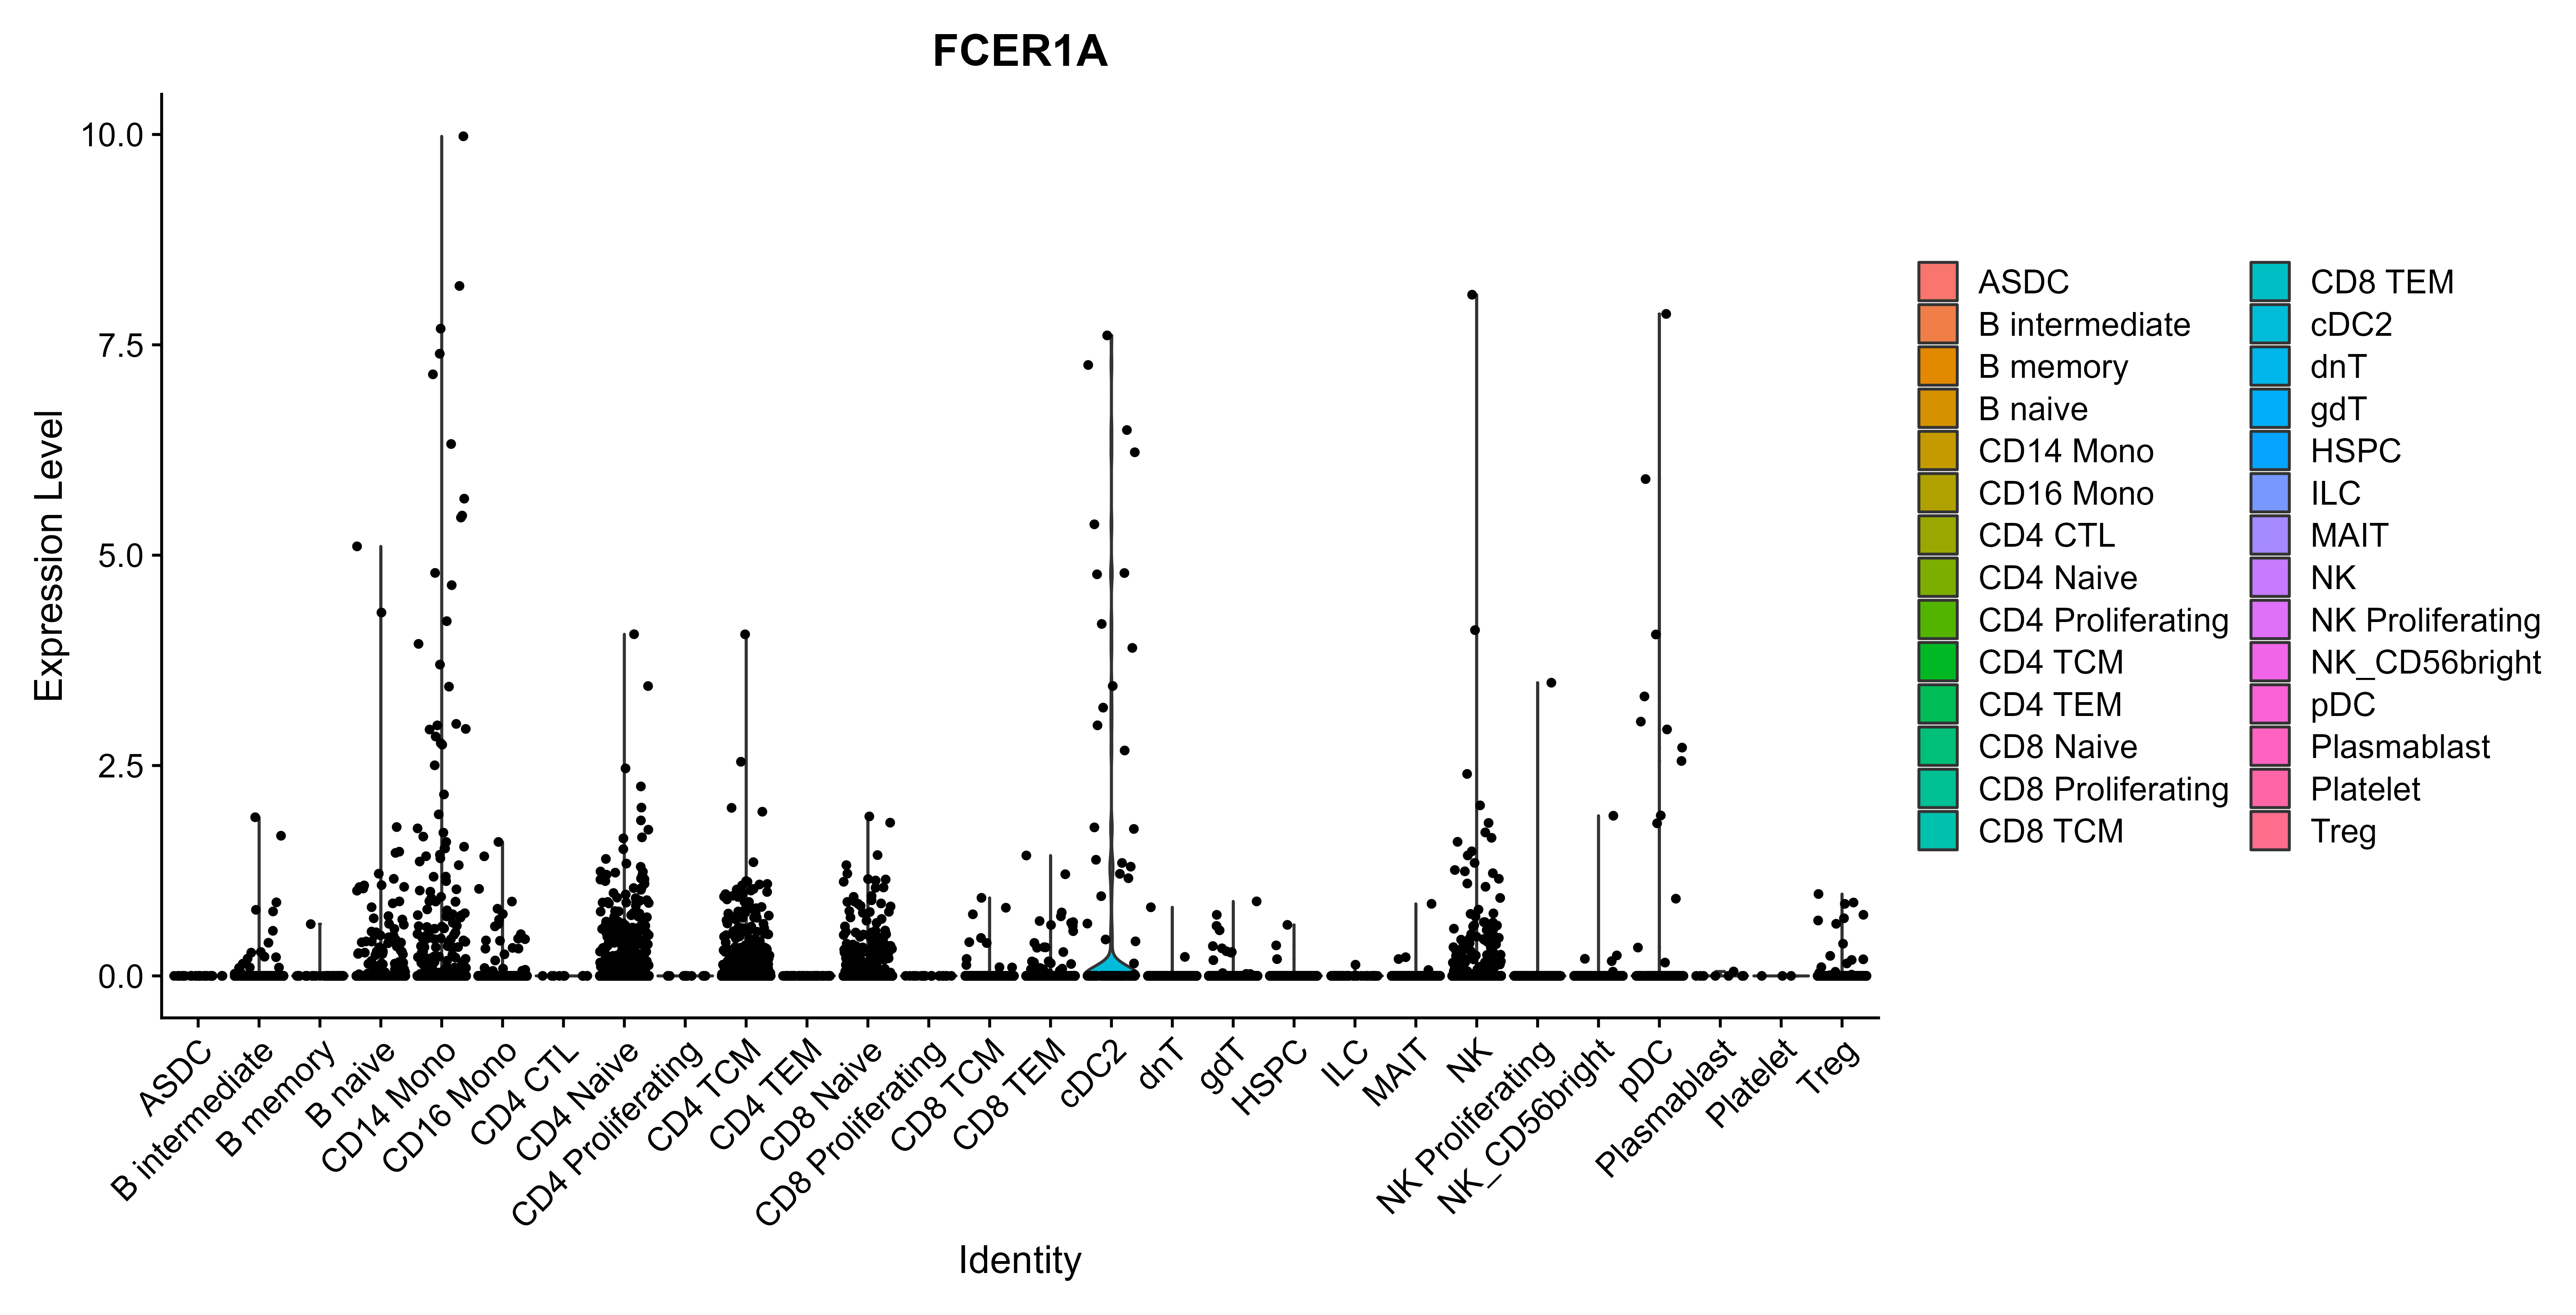 FCER1A
Expression Level
10.0
7.5
5.0
2.5
0.0
ASDC
B intermediate
B memory
B naive
CD14 Mono
CD16 Mono
CD4 CTL
CD4 Naive
CD4 Proliferating
CD4 TCM
CD4 TEM
CD8 Naive
CD8 Proliferating
CD8 TCM
CD8 TEM
cDC2
dnT
gdT
HSPC
ILC
MAIT
NK
NK Proliferating
NK_CD56bright
pDC
Plasmablast
Platelet
Treg
Identity
ASDC
B intermediate
B memory
B naive
CD14 Mono
CD16 Mono
CD4 CTL
CD4 Naive
CD4 Proliferating
CD4 TCM
CD4 TEM
CD8 Naive
CD8 Proliferating
CD8 TCM
CD8 TEM
cDC2
dnT
gdT
HSPC
ILC
MAIT
NK
NK Proliferating
NK_CD56bright
pDC
Plasmablast
Platelet
Treg